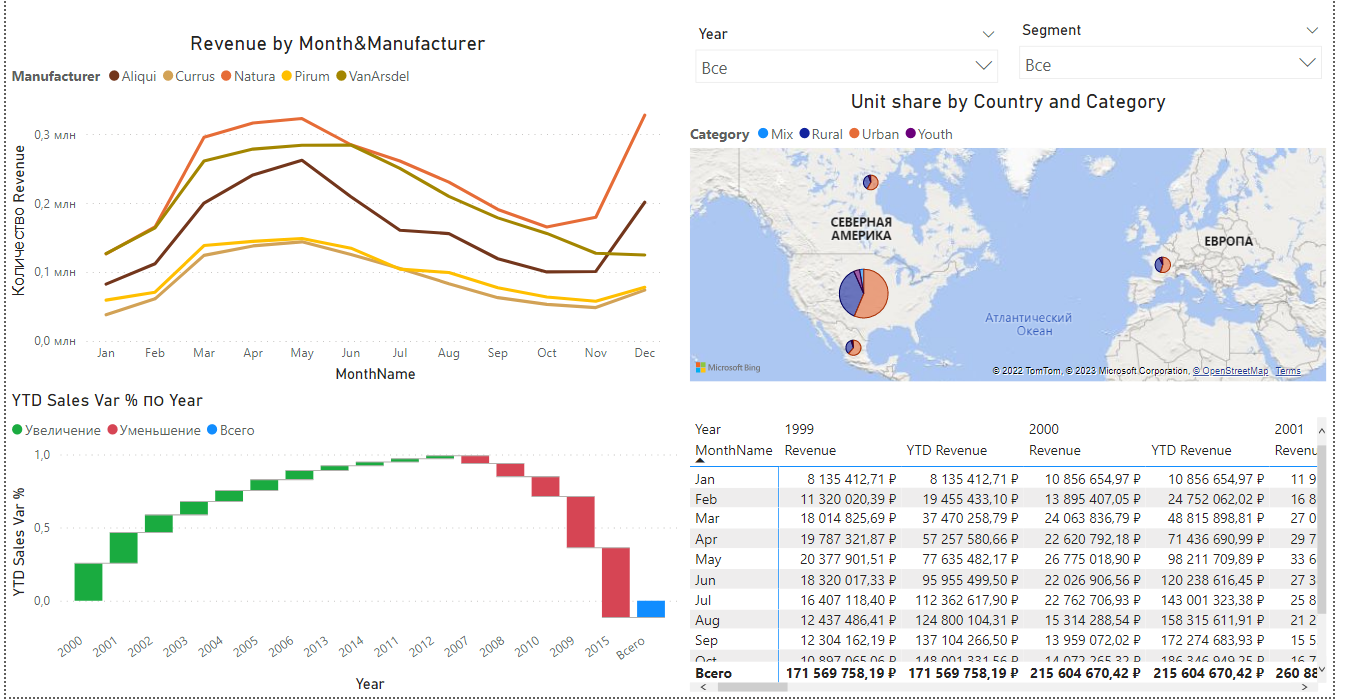 Revenue by Month&Manufacturer
Manufacturer Aliqui Currus Natura Pirum VanArsdel
Количество Revenue
0,3 млн
0,2 млн
0,1 млн
0,0 млн
Jan Feb Mar Apr May Jun Jul Aug Sep Oct Nov Dec
MonthName
Year
Все
Segment
Все
Unit share by Country and Category
Category Mix Rural Urban Youth
СЕВЕРНАЯ
АМЕРИКА
ЕВРОПА
Атлантический
Океан
Microsoft Bing
© 2022 TomTom, © 2023 Microsoft Corporation, © OpenStreetMap Terms
YTD Sales Var % по Year
Увеличение Уменьшение Всего
YTD Sales Var %
1,0
0,5
0,0
2000 2001 2002 2003 2004 2005 2006 2013 2014 2011 2012 2007 2008 2010 2009 2015 Всего
Year
Year 1999 2000 2001
MonthName Revenue YTD Revenue Revenue YTD Revenue Revenu
Jan 8 135 412,71 ₽ 8 135 412,71 ₽ 10 856 654,97 ₽ 10 856 654,97 ₽ 11 9
Feb 11 320 020,39 ₽ 19 455 433,10 ₽ 13 895 407,05 ₽ 24 752 062,02 ₽ 16 8
Mar 18 014 825,69 ₽ 37 470 258,79 ₽ 24 063 836,79 ₽ 48 815 898,81 ₽ 27 0
Apr 19 787 321,87 ₽ 57 257 580,66 ₽ 22 620 792,18 ₽ 71 436 690,99 ₽ 29 7
May 20 377 901,51 ₽ 77 635 482,17 ₽ 26 775 018,90 ₽ 98 211 709,89 ₽ 33 6
Jun 18 320 017,33 ₽ 95 955 499,50 ₽ 22 026 906,56 ₽ 120 238 616,45 ₽ 27 3
Jul 16 407 118,40 ₽ 112 362 617,90 ₽ 22 762 706,93 ₽ 143 001 323,38 ₽ 25 8
Aug 12 437 486,41 ₽ 124 800 104,31 ₽ 15 314 288,54 ₽ 158 315 611,91 ₽ 21 2
Sep 12 304 162,19 ₽ 137 104 266,50 ₽ 13 959 072,02 ₽ 172 274 683,93 ₽ 15 5
Oct 10 897 065,06 ₽ 148 001 331,56 ₽ 14 072 265,32 ₽ 186 346 949,25 ₽ 16 7
Всего 171 569 758,19 ₽ 171 569 758,19 ₽ 215 604 670,42 ₽ 215 604 670,42 ₽ 260 88